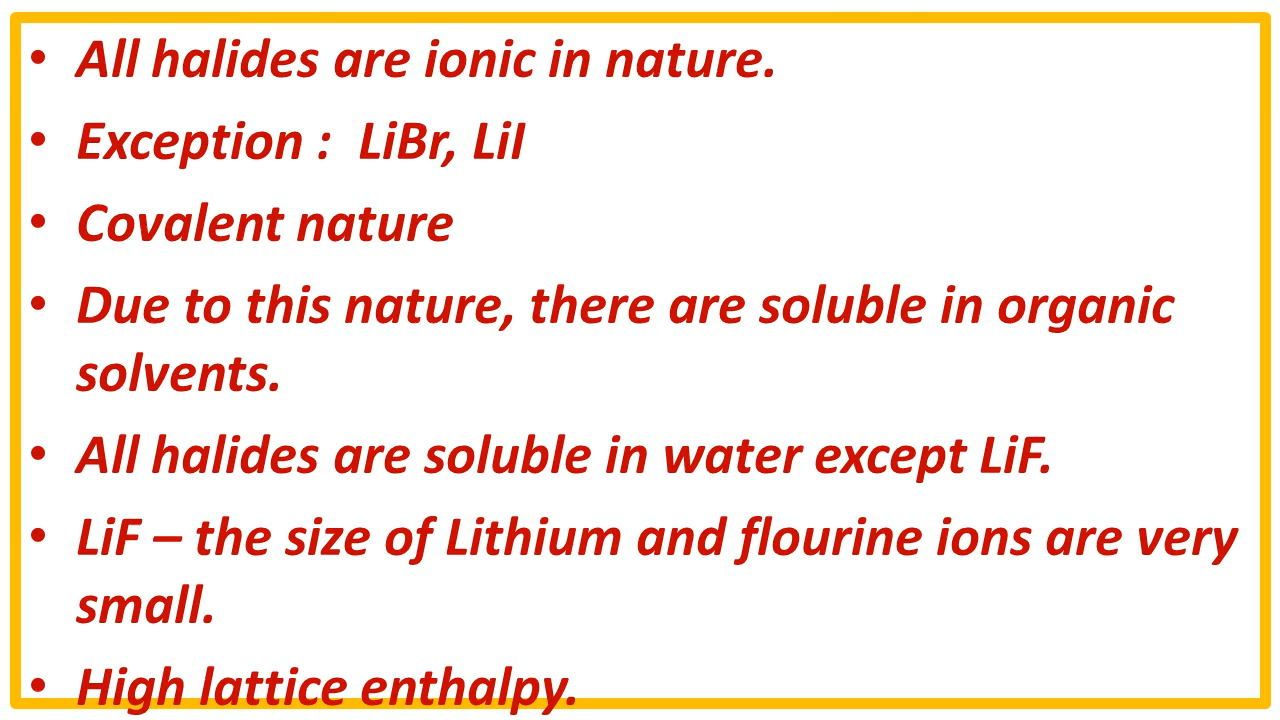 • All halides are ionic in nature.
• Exception : LiBr, LiI
• Covalent nature
• Due to this nature, there are soluble in organic
solvents.
• All halides are soluble in water except LiF.
• LiF – the size of Lithium and flourine ions are very
small.
• High lattice enthalpy.